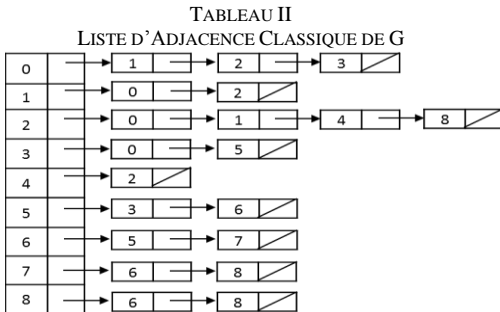 TABLEAU II
LISTE D'ADJACENCE CLASSIQUE DE G
0 1 2 3
1 0 2
2 0 1 4 8
3 0 5
4 2
5 3 6
6 5 7
7 6 8
8 6 8